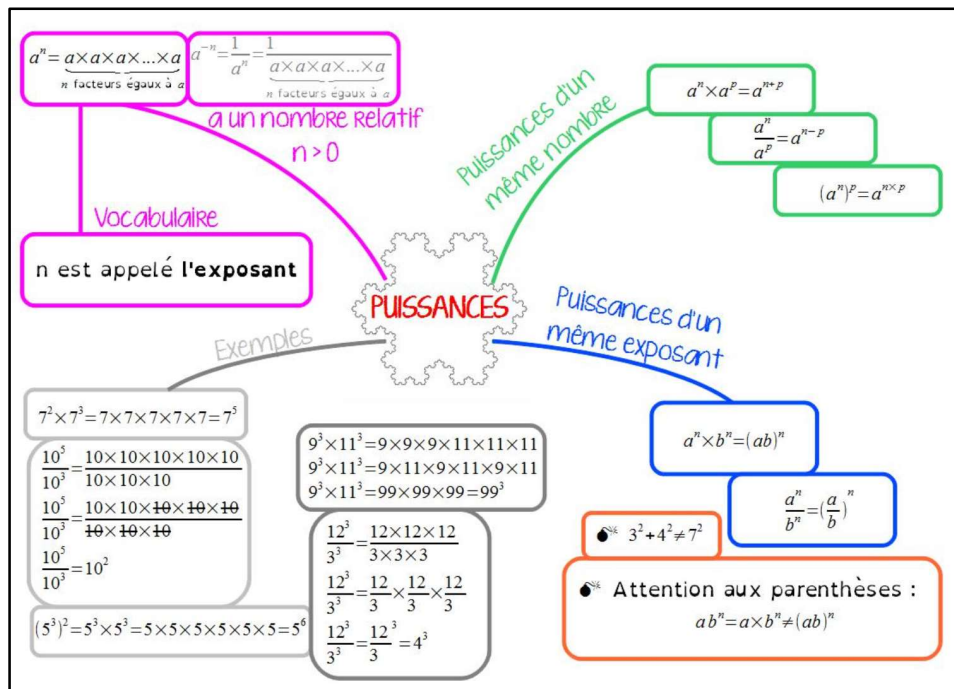 aⁿ = a×a×a×...×a
n facteurs égaux à a
a⁻ⁿ = 1/aⁿ = 1/(a×a×a×...×a)
n facteurs égaux à a
a un nombre relatif
n > 0
Vocabulaire
n est appelé l'exposant
Puissances d'un
même nombre
aⁿ×aᵖ=aⁿ⁺ᵖ
aⁿ/aᵖ=aⁿ⁻ᵖ
(aⁿ)ᵖ=aⁿˣᵖ
PUISSANCES
Puissances d'un
même exposant
aⁿ×bⁿ=(ab)ⁿ
aⁿ/bⁿ=(a/b)ⁿ
💣 3²+4²≠7²
💣 Attention aux parenthèses :
abⁿ=a×bⁿ≠(ab)ⁿ
Exemples
7²×7³=7×7×7×7×7=7⁵
10⁵/10³=(10×10×10×10×10)/(10×10×10)
10⁵/10³=(10×10×10×10×10)/(10×10×10)
10⁵/10³=10²
(5³)²=5³×5³=5×5×5×5×5×5=5⁶
9³×11³=9×9×9×11×11×11
9³×11³=9×11×9×11×9×11
9³×11³=99×99×99=99³
12³/3³=(12×12×12)/(3×3×3)
12³/3³=12/3×12/3×12/3
12³/3³=12/3³=4³